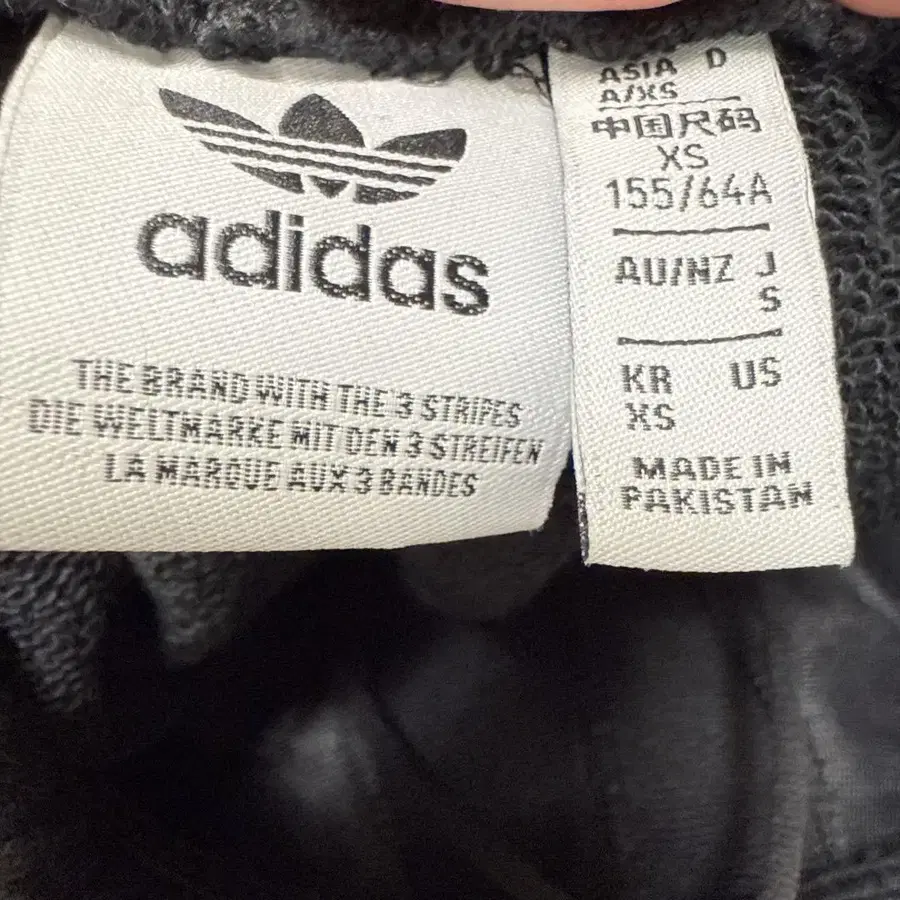 adidas
THE BRAND WITH THE 3 STRIPES
DIE WELTMARKE MIT DEN 3 STREIFEN
LA MARQUE AUX 3 BANDES
ASIA D
A/XS
中国尺码
XS
155/64A
AU/NZ J
S
KR US
XS
MADE IN
PAKISTAN